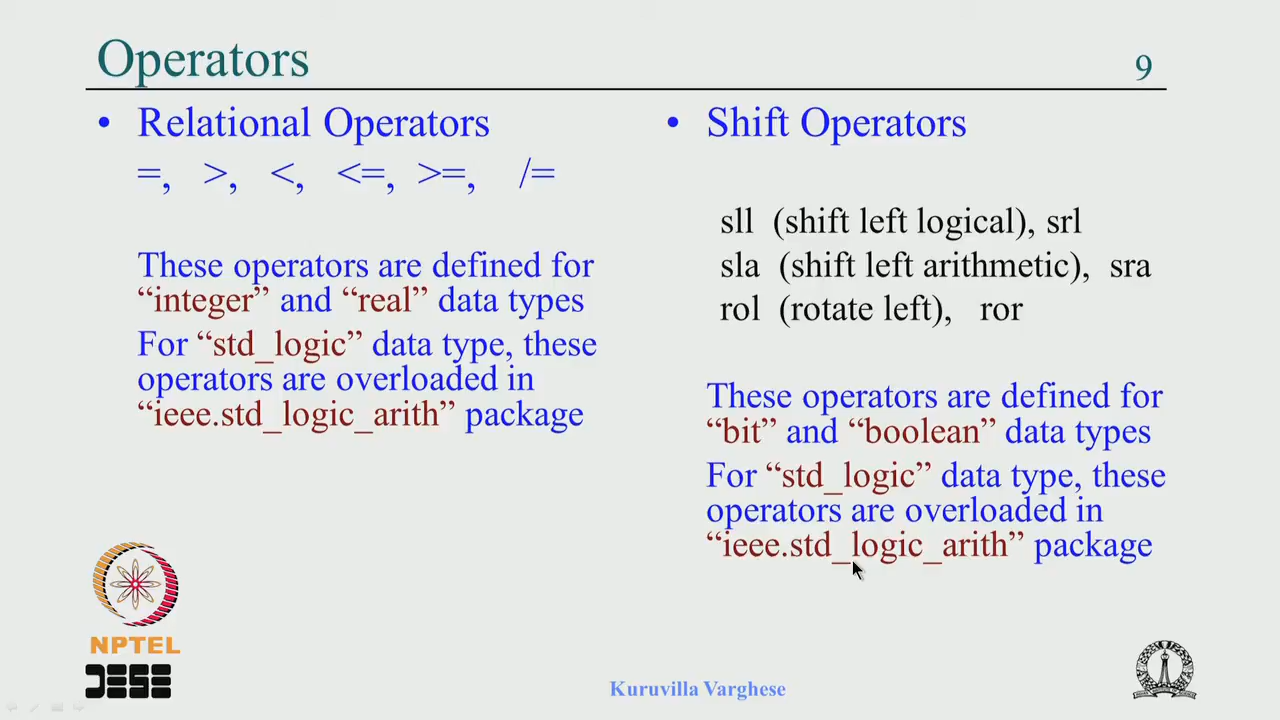 Operators
9
• Relational Operators
=, >, <, <=, >=, /=
These operators are defined for
“integer” and “real” data types
For “std_logic” data type, these
operators are overloaded in
“ieee.std_logic_arith” package
• Shift Operators
sll (shift left logical), srl
sla (shift left arithmetic), sra
rol (rotate left), ror
These operators are defined for
“bit” and “boolean” data types
For “std_logic” data type, these
operators are overloaded in
“ieee.std_logic_arith” package
NPTEL
DESE
Kuruvilla Varghese